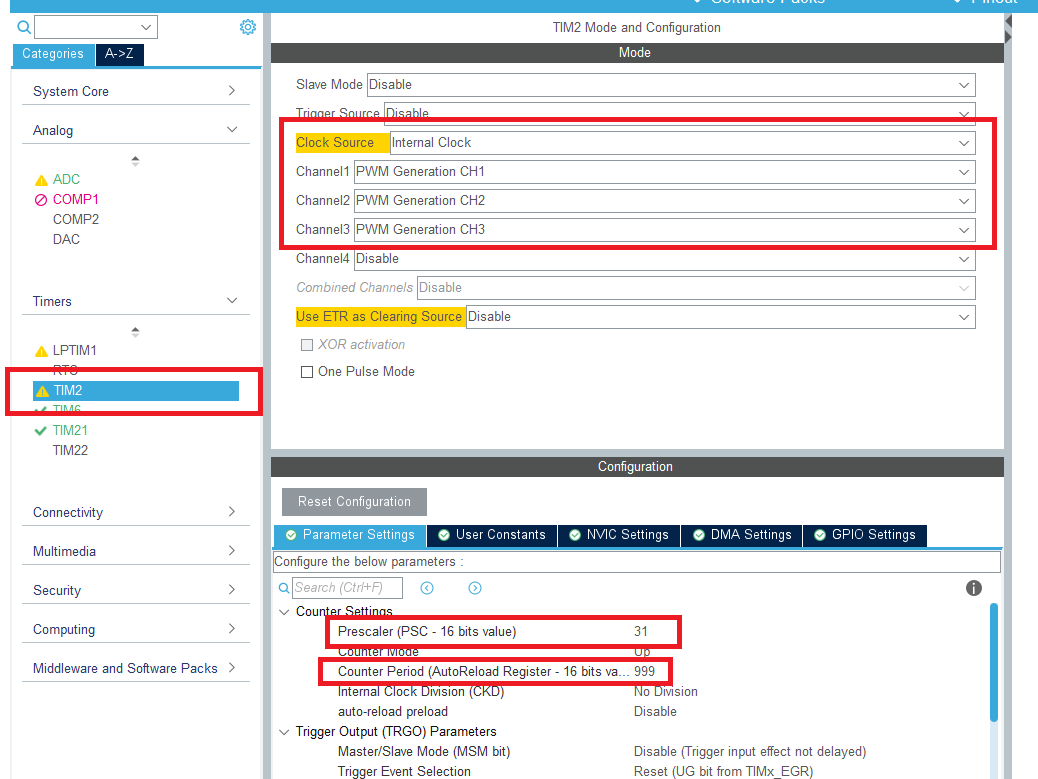 Software Packs
Pinout
TIM2 Mode and Configuration
Categories
A->Z
Mode
System Core
Analog
ADC
COMP1
COMP2
DAC
Timers
LPTIM1
RTC
TIM2
TIM6
TIM21
TIM22
Connectivity
Multimedia
Security
Computing
Middleware and Software Packs
Slave Mode Disable
Trigger Source Disable
Clock Source Internal Clock
Channel1 PWM Generation CH1
Channel2 PWM Generation CH2
Channel3 PWM Generation CH3
Channel4 Disable
Combined Channels Disable
Use ETR as Clearing Source Disable
XOR activation
One Pulse Mode
Configuration
Reset Configuration
Parameter Settings
User Constants
NVIC Settings
DMA Settings
GPIO Settings
Configure the below parameters :
Search (Ctrl+F)
Counter Settings
Prescaler (PSC - 16 bits value) 31
Counter Mode Up
Counter Period (AutoReload Register - 16 bits va... 999
Internal Clock Division (CKD) No Division
auto-reload preload Disable
Trigger Output (TRGO) Parameters
Master/Slave Mode (MSM bit) Disable (Trigger input effect not delayed)
Trigger Event Selection Reset (UG bit from TIMx_EGR)